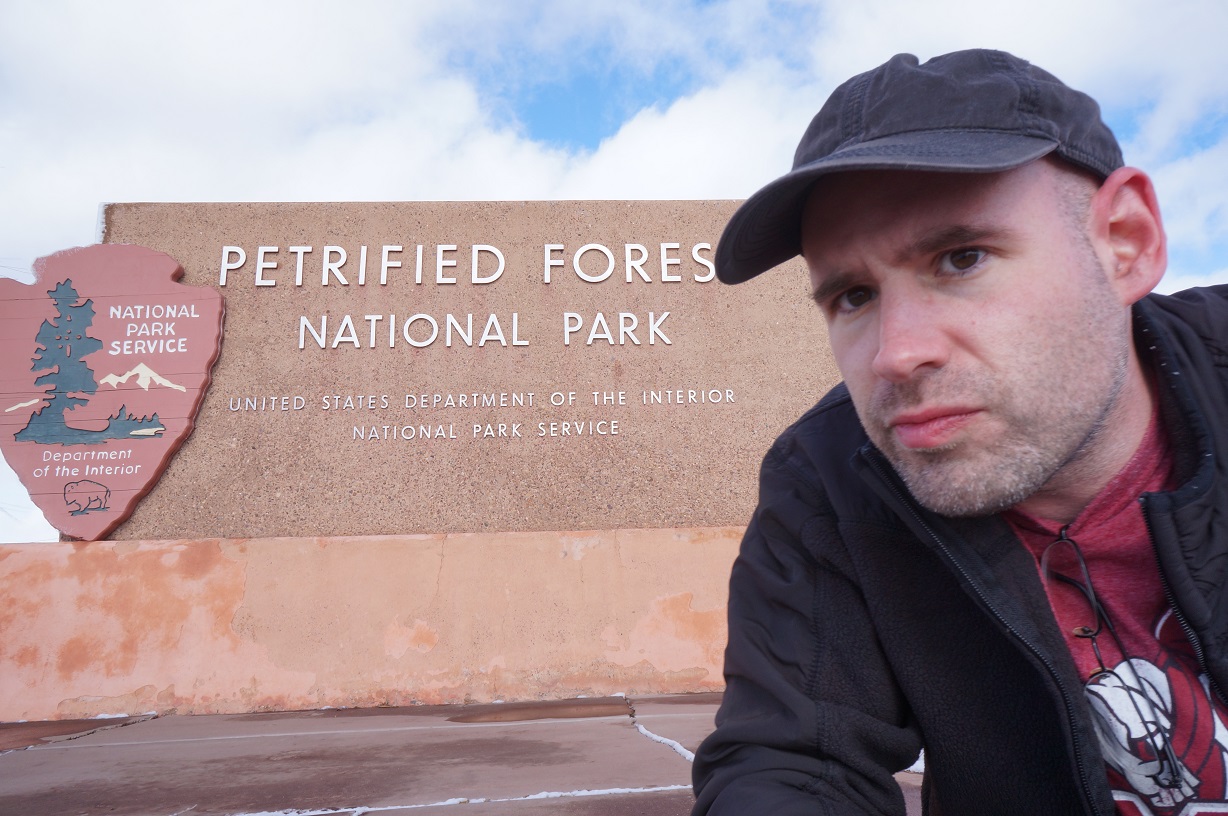 PETRIFIED FORES
NATIONAL PARK
UNITED STATES DEPARTMENT OF THE INTERIOR
NATIONAL PARK SERVICE
NATIONAL
PARK
SERVICE
Department
of the Interior